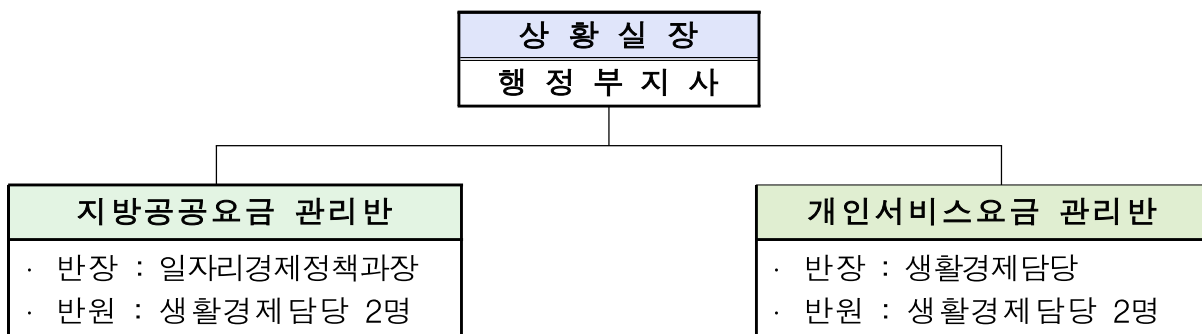 상 황 실 장
행 정 부 지 사
지방공공요금 관리반
· 반장 : 일자리경제정책과장
· 반원 : 생활경제담당 2명
개인서비스요금 관리반
· 반장 : 생활경제담당
· 반원 : 생활경제담당 2명